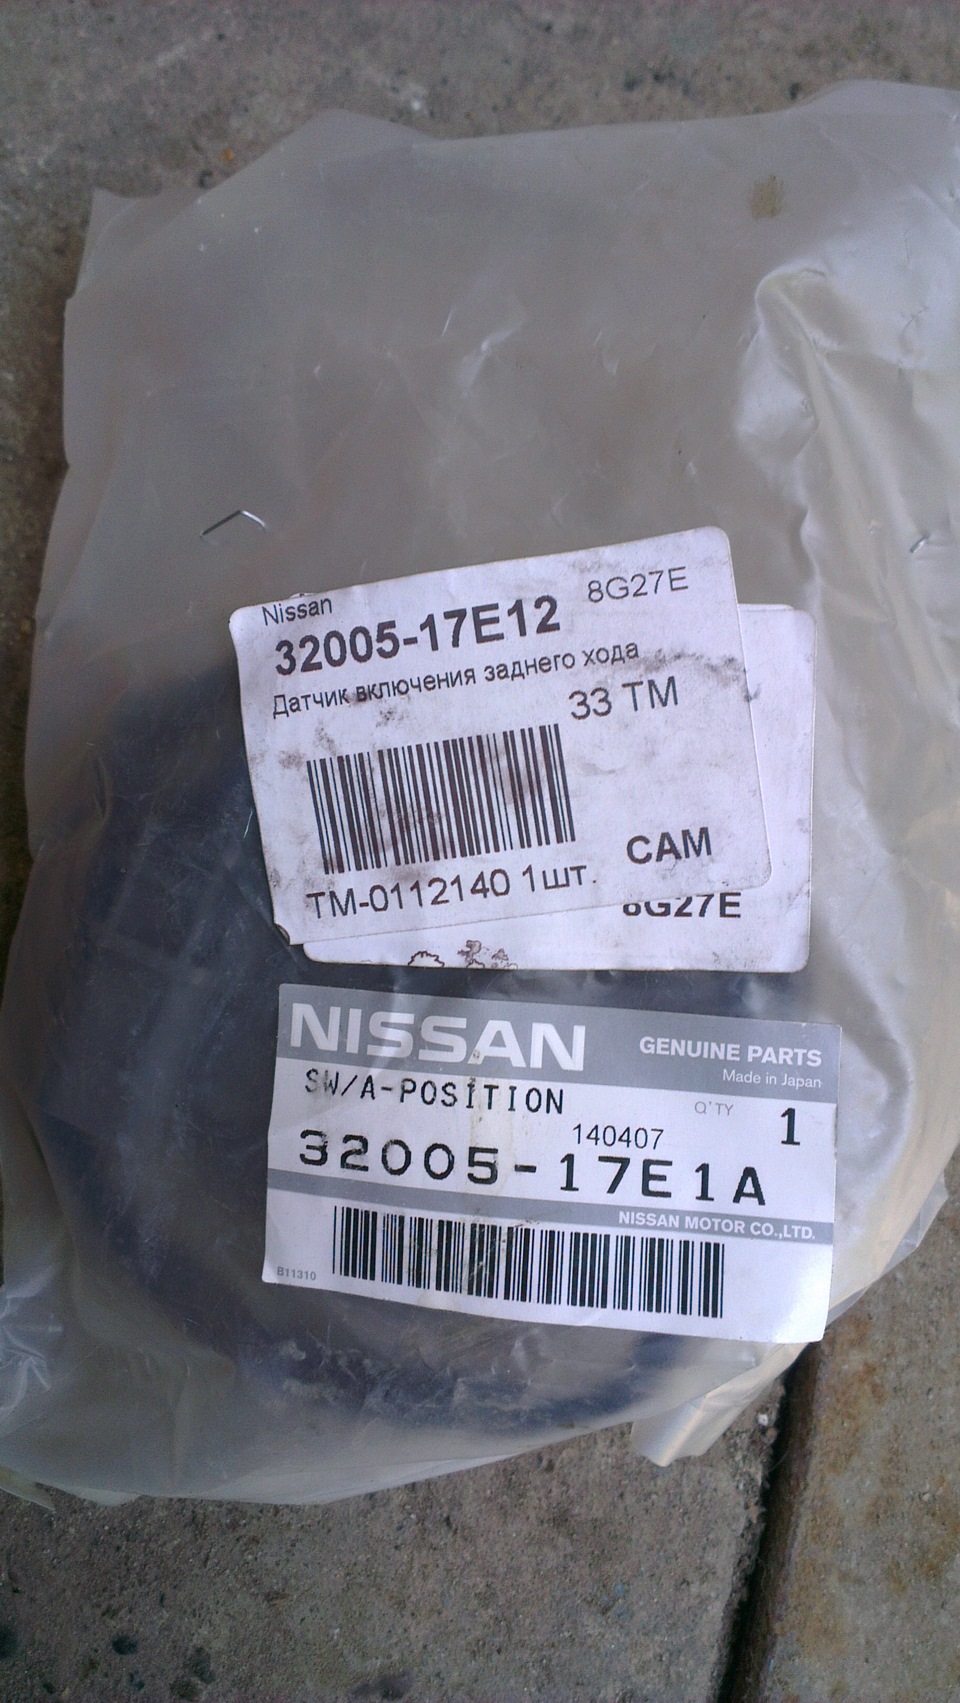 Nissan 8G27E
32005-17E12
Датчик включения заднего хода
33 TM
CAM
TM-0112140 1шт.
8G27E
NISSAN
GENUINE PARTS
Made in Japan
SW/A-POSITION
Q'TY 1
140407
32005-17E1A
NISSAN MOTOR CO.,LTD.
B11310